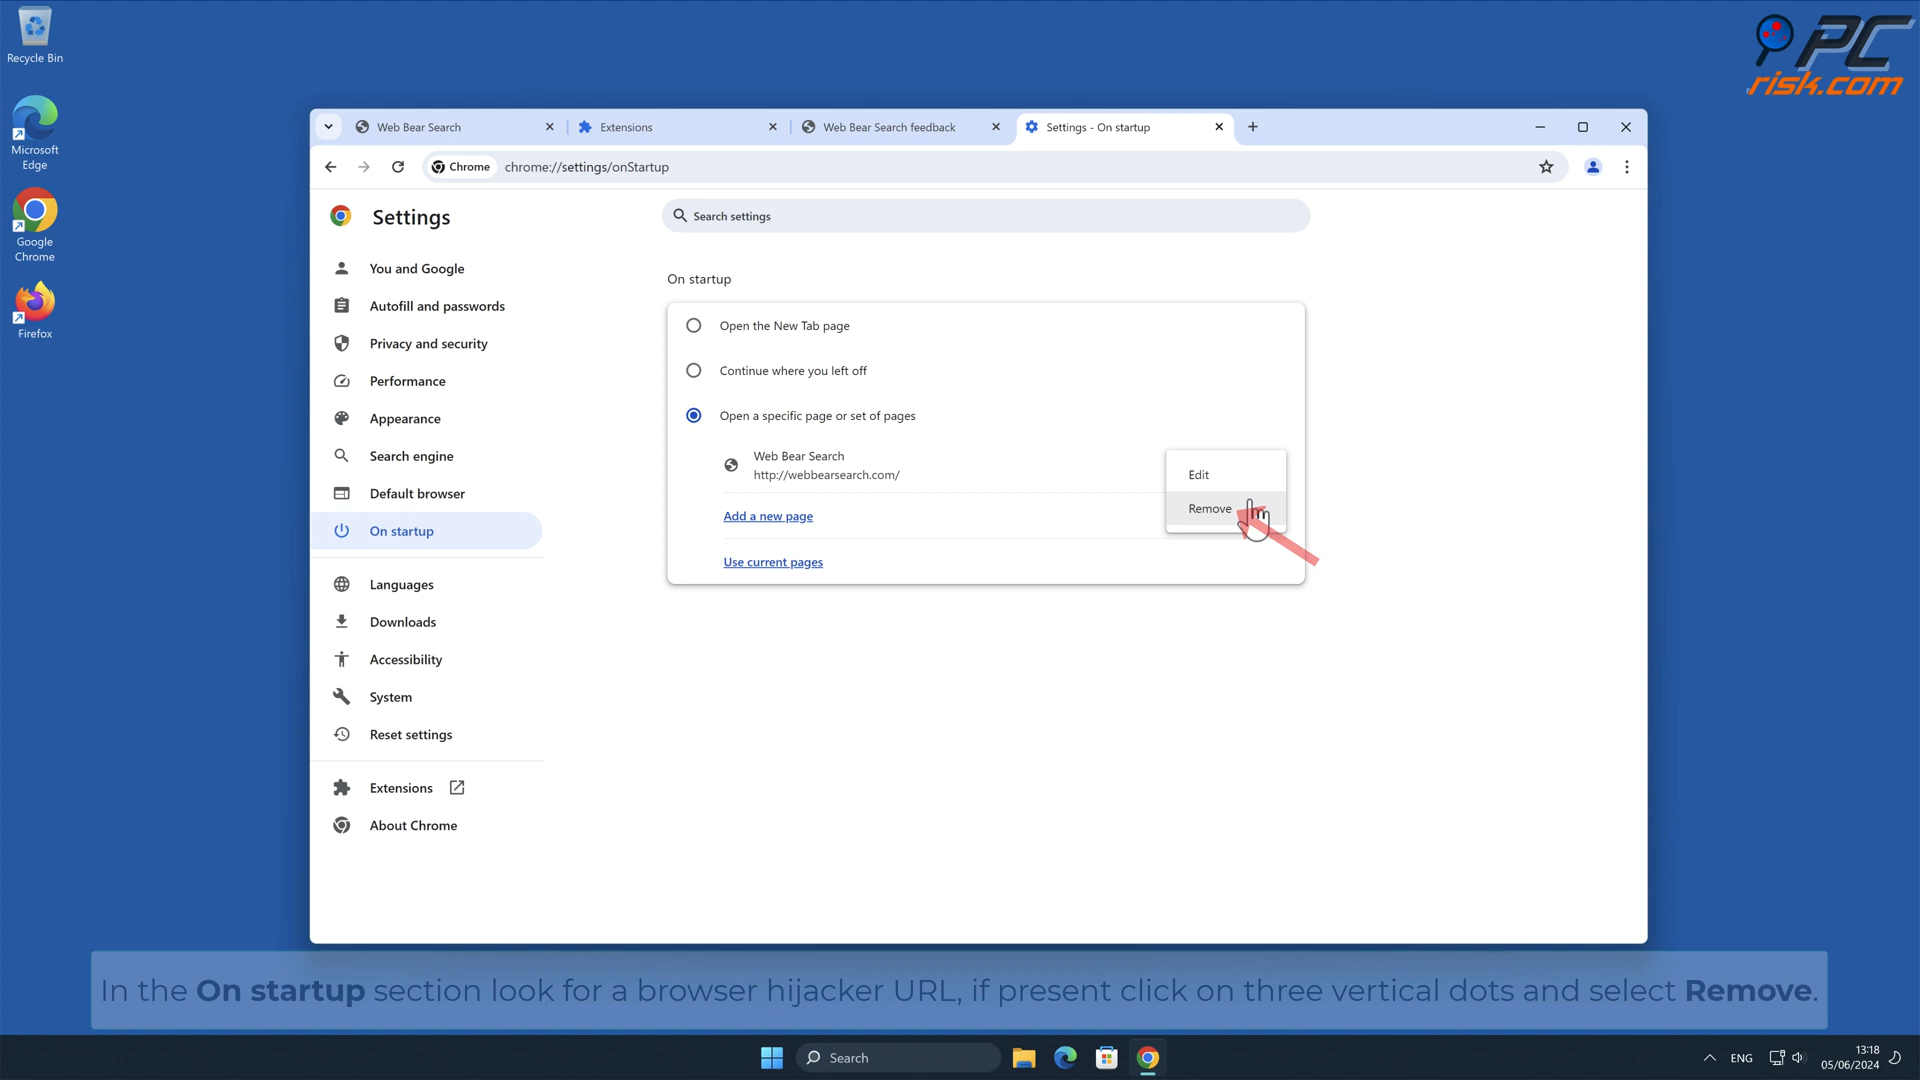 Recycle Bin
Microsoft
Edge
Google
Chrome
Firefox
PC
risk.com
Web Bear Search
Extensions
Web Bear Search feedback
Settings - On startup
Chrome
chrome://settings/onStartup
Settings
Search settings
You and Google
Autofill and passwords
Privacy and security
Performance
Appearance
Search engine
Default browser
On startup
Languages
Downloads
Accessibility
System
Reset settings
Extensions
About Chrome
On startup
Open the New Tab page
Continue where you left off
Open a specific page or set of pages
Web Bear Search
http://webbearsearch.com/
Edit
Remove
Add a new page
Use current pages
In the On startup section look for a browser hijacker URL, if present click on three vertical dots and select Remove.
Search
ENG
13:18
05/06/2024